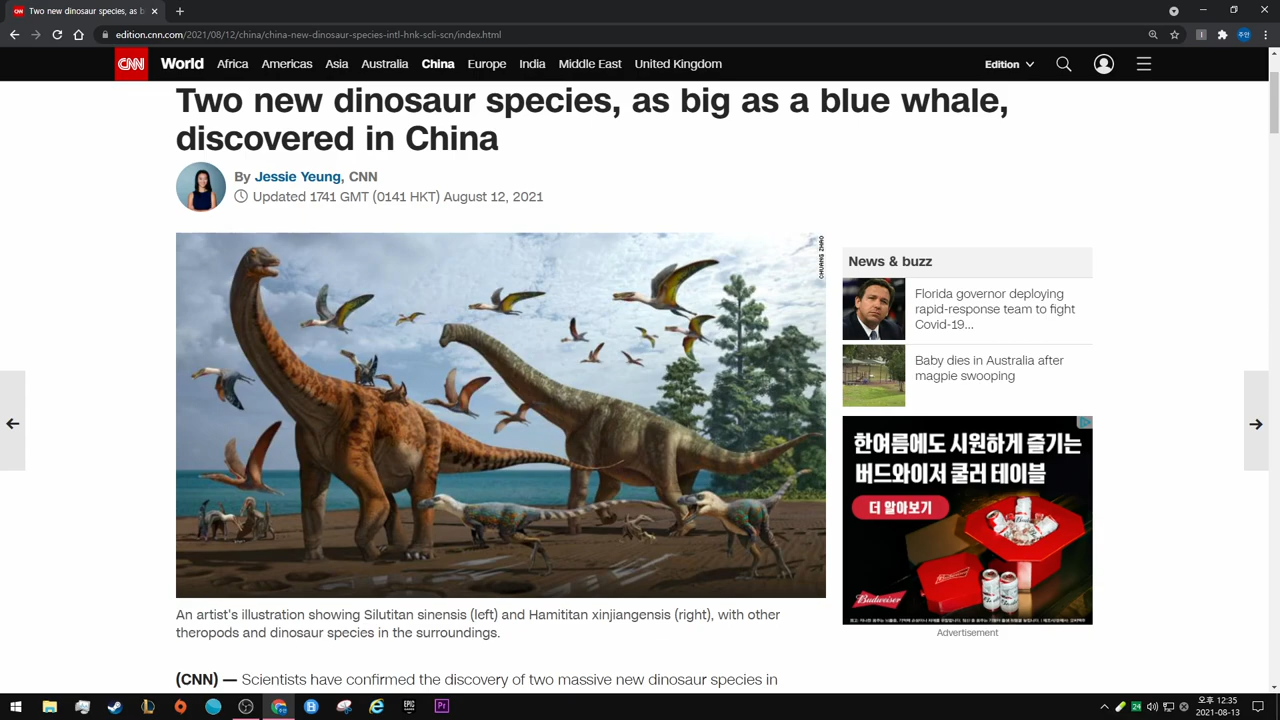 Two new dinosaur species, as b
edition.cnn.com/2021/08/12/china/china-new-dinosaur-species-intl-hnk-scli-scn/index.html
CNN World Africa Americas Asia Australia China Europe India Middle East United Kingdom Edition
Two new dinosaur species, as big as a blue whale,
discovered in China
By Jessie Yeung, CNN
Updated 1741 GMT (0141 HKT) August 12, 2021
CHUANG ZHAO
An artist's illustration showing Silutitan sinensis (left) and Hamititan xinjiangensis (right), with other
theropods and dinosaur species in the surroundings.
(CNN) — Scientists have confirmed the discovery of two massive new dinosaur species in
News & buzz
Florida governor deploying
rapid-response team to fight
Covid-19...
Baby dies in Australia after
magpie swooping
한여름에도 시원하게 즐기는
버드와이저 쿨러 테이블
더 알아보기
Budweiser
Advertisement
EPIC
Pr
24
오후 12:35
2021-08-13